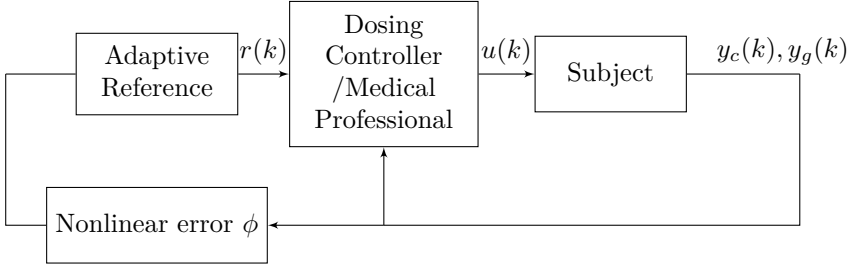 Adaptive
Reference
r(k)
Dosing
Controller
/Medical
Professional
u(k)
Subject
y_c(k), y_g(k)
Nonlinear error ϕ